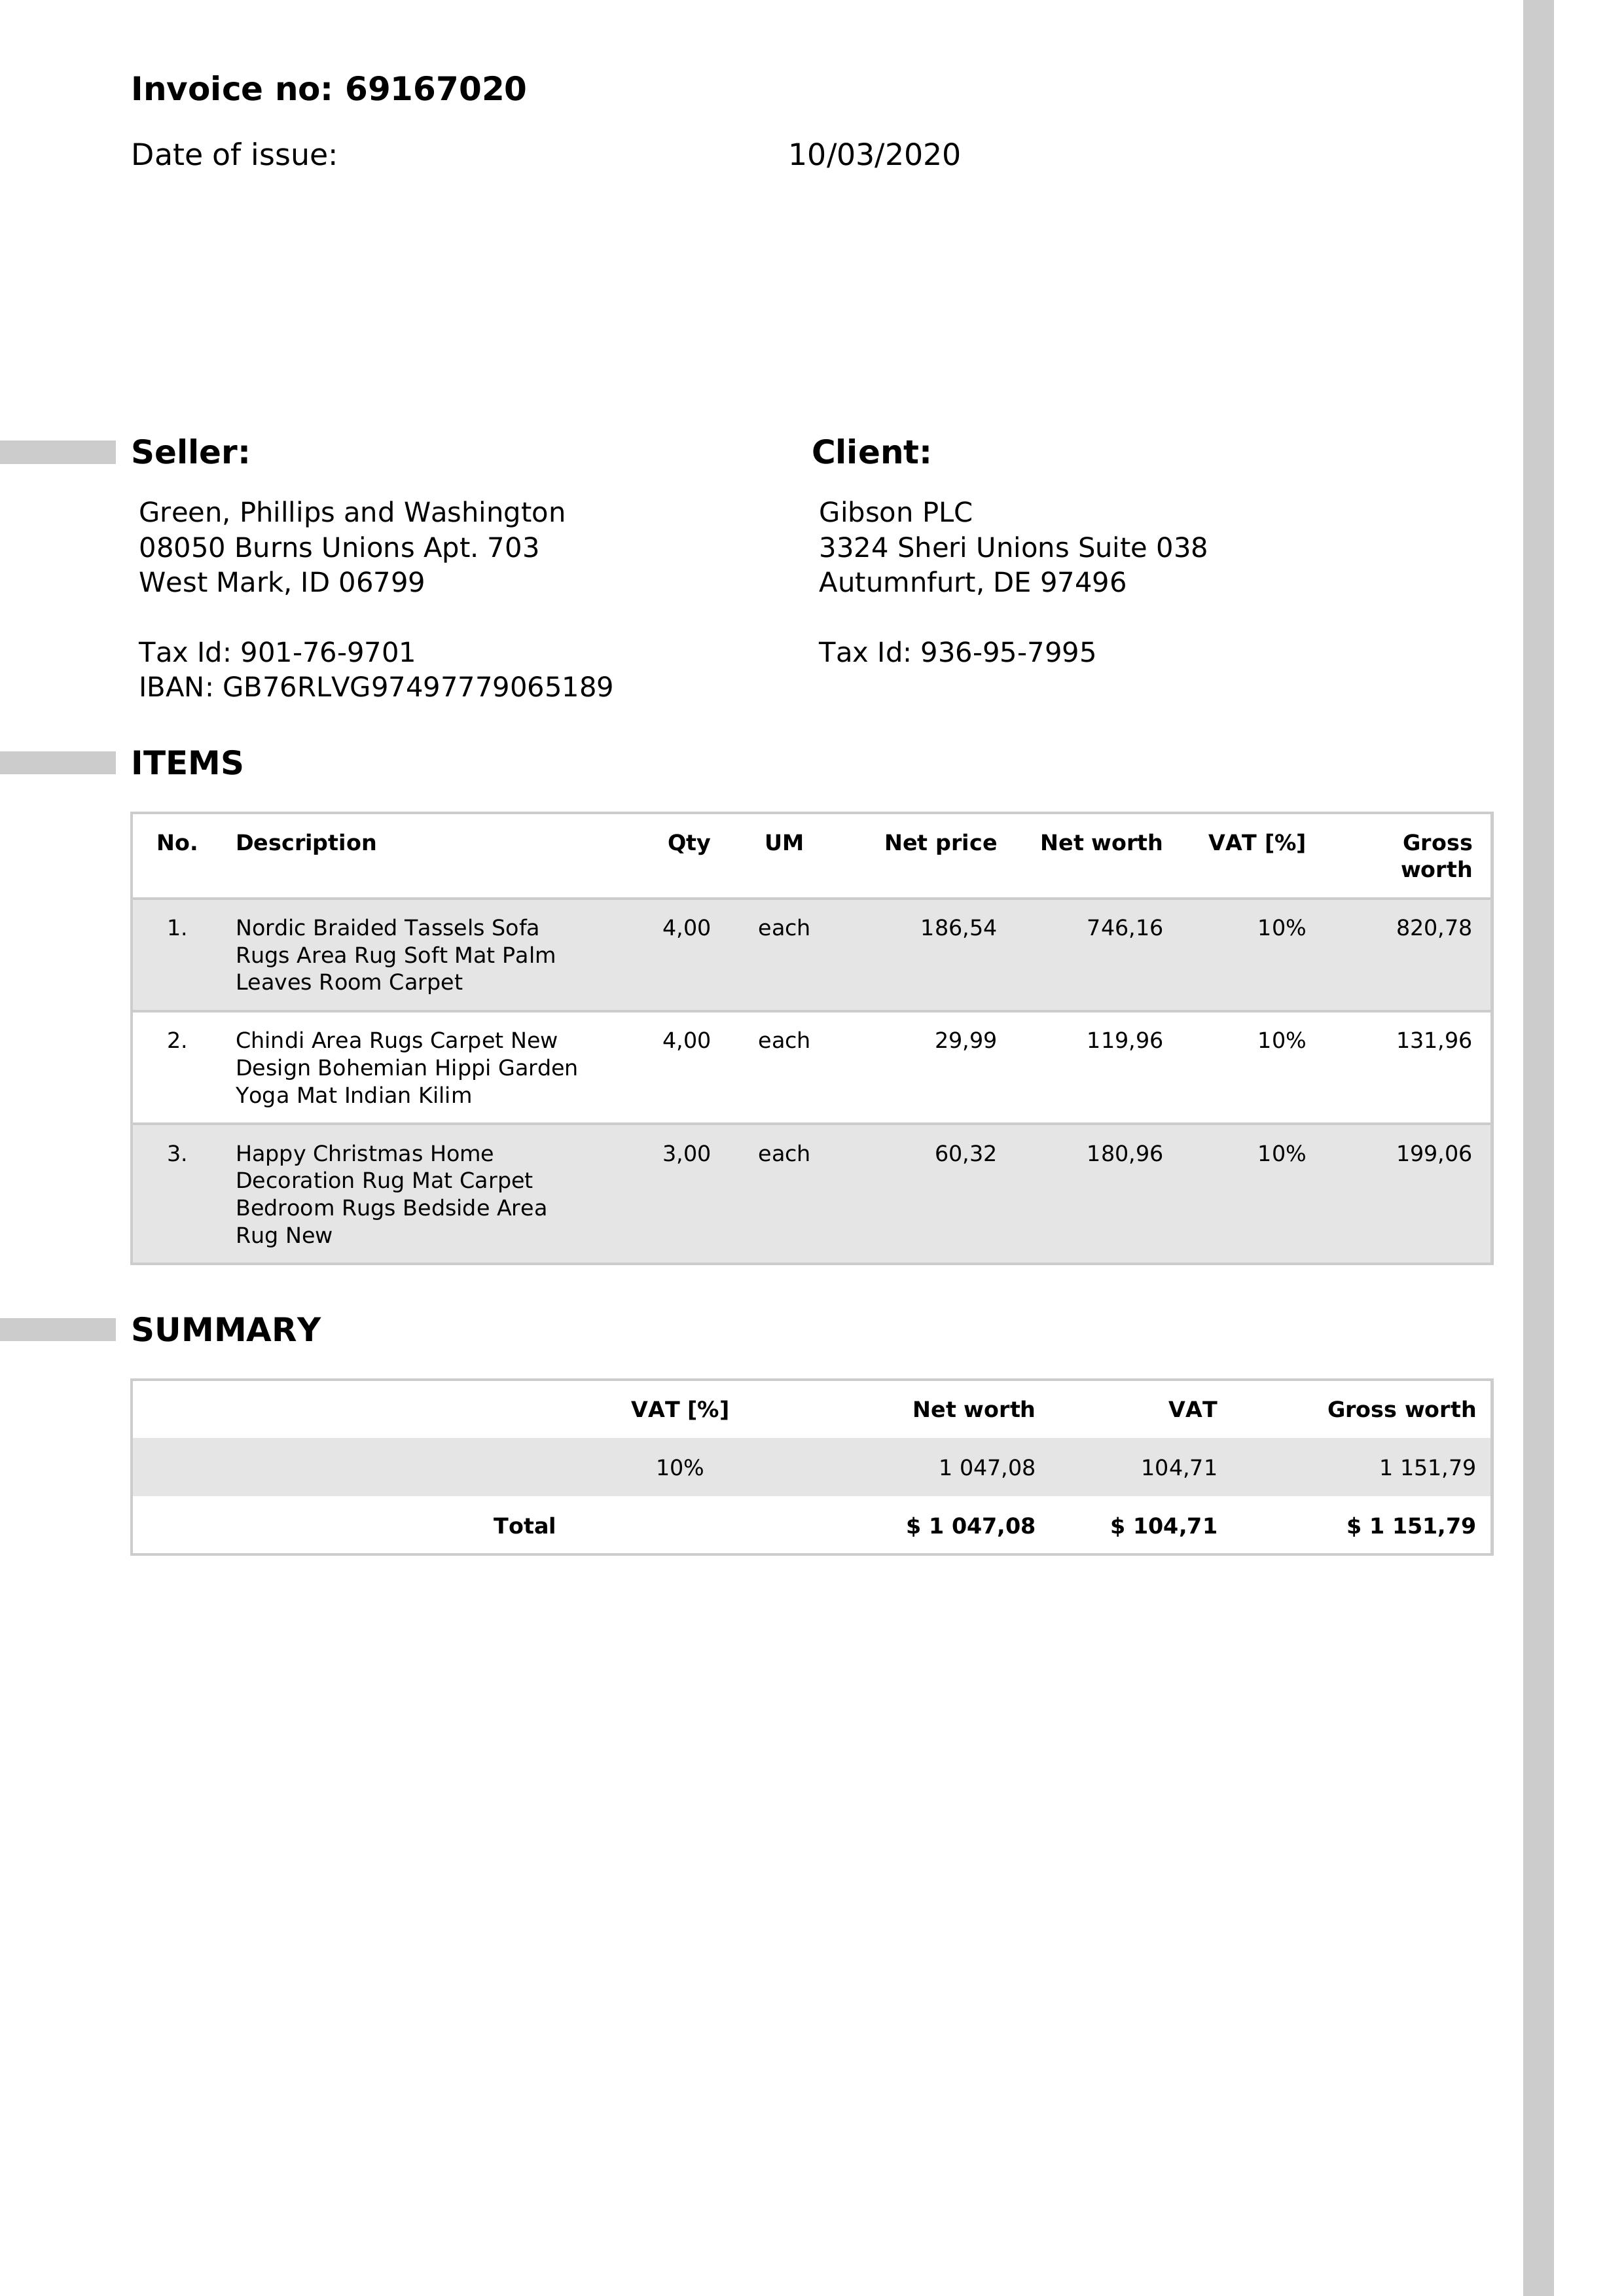 Invoice no: 69167020
Date of issue: 10/03/2020
Seller:
Green, Phillips and Washington
08050 Burns Unions Apt. 703
West Mark, ID 06799
Tax Id: 901-76-9701
IBAN: GB76RLVG97497779065189
Client:
Gibson PLC
3324 Sheri Unions Suite 038
Autumnfurt, DE 97496
Tax Id: 936-95-7995
ITEMS
No. Description Qty UM Net price Net worth VAT [%] Gross
worth
1. Nordic Braided Tassels Sofa 4,00 each 186,54 746,16 10% 820,78
Rugs Area Rug Soft Mat Palm
Leaves Room Carpet
2. Chindi Area Rugs Carpet New 4,00 each 29,99 119,96 10% 131,96
Design Bohemian Hippi Garden
Yoga Mat Indian Kilim
3. Happy Christmas Home 3,00 each 60,32 180,96 10% 199,06
Decoration Rug Mat Carpet
Bedroom Rugs Bedside Area
Rug New
SUMMARY
VAT [%] Net worth VAT Gross worth
10% 1 047,08 104,71 1 151,79
Total $ 1 047,08 $ 104,71 $ 1 151,79